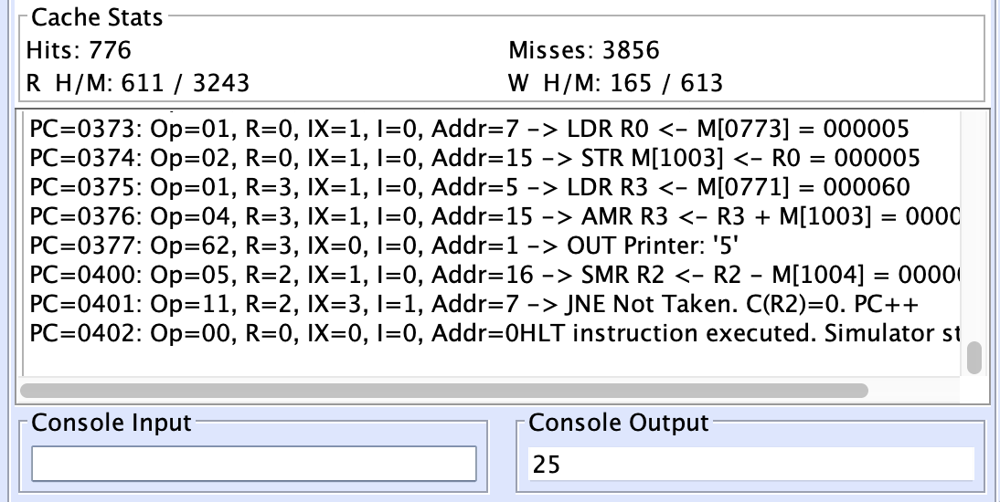 Cache Stats
Hits: 776 Misses: 3856
R H/M: 611 / 3243 W H/M: 165 / 613
PC=0373: Op=01, R=0, IX=1, I=0, Addr=7 -> LDR R0 <- M[0773] = 000005
PC=0374: Op=02, R=0, IX=1, I=0, Addr=15 -> STR M[1003] <- R0 = 000005
PC=0375: Op=01, R=3, IX=1, I=0, Addr=5 -> LDR R3 <- M[0771] = 000060
PC=0376: Op=04, R=3, IX=1, I=0, Addr=15 -> AMR R3 <- R3 + M[1003] = 0000
PC=0377: Op=62, R=3, IX=0, I=0, Addr=1 -> OUT Printer: '5'
PC=0400: Op=05, R=2, IX=1, I=0, Addr=16 -> SMR R2 <- R2 - M[1004] = 0000
PC=0401: Op=11, R=2, IX=3, I=1, Addr=7 -> JNE Not Taken. C(R2)=0. PC++
PC=0402: Op=00, R=0, IX=0, I=0, Addr=0HLT instruction executed. Simulator st
Console Input Console Output
25